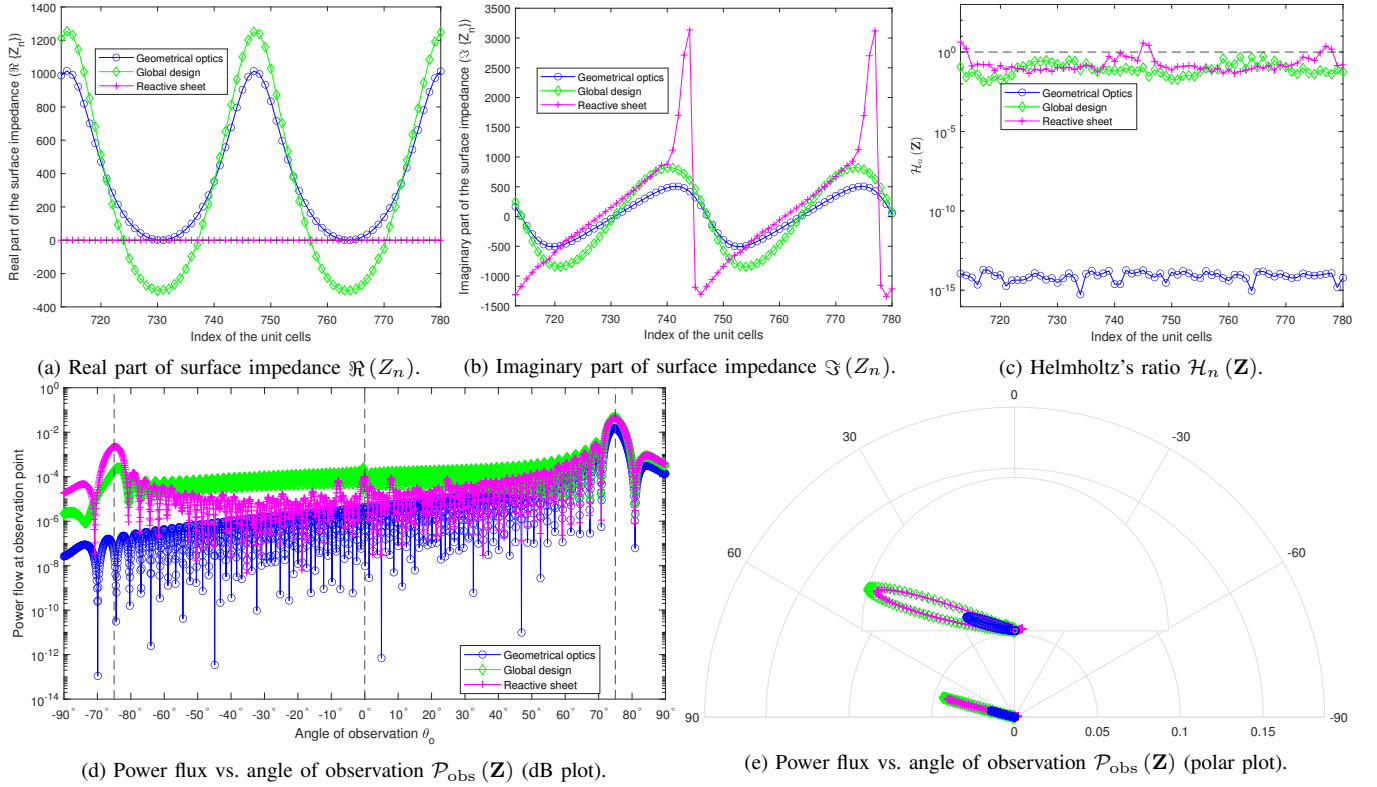 1400
1200
1000
800
600
400
200
0
-200
-400
Real part of the surface impedance (ℜ {Z_n})
Geometrical optics
Global design
Reactive sheet
720 730 740 750 760 770 780
Index of the unit cells
(a) Real part of surface impedance ℜ (Z_n).
3500
3000
2500
2000
1500
1000
500
0
-500
-1000
-1500
Imaginary part of the surface impedance (ℑ {Z_n})
Geometrical optics
Global design
Reactive sheet
720 730 740 750 760 770 780
Index of the unit cells
(b) Imaginary part of surface impedance ℑ (Z_n).
10^0
10^-5
10^-10
10^-15
ℋ_n (Z)
Geometrical Optics
Global design
Reactive sheet
720 730 740 750 760 770 780
Index of the unit cells
(c) Helmholtz's ratio ℋ_n (Z).
10^0
10^-2
10^-4
10^-6
10^-8
10^-10
10^-12
10^-14
Power flow at observation point
Geometrical optics
Global design
Reactive sheet
-90° -70° -80° -60° -50° -40° -30° -20° -10° 0° 10° 20° 30° 40° 50° 60° 70° 80° 90°
Angle of observation θ_o
(d) Power flux vs. angle of observation 𝒫_obs (Z) (dB plot).
0
30 -30
60 -60
90 -90
0 0.05 0.1 0.15
(e) Power flux vs. angle of observation 𝒫_obs (Z) (polar plot).